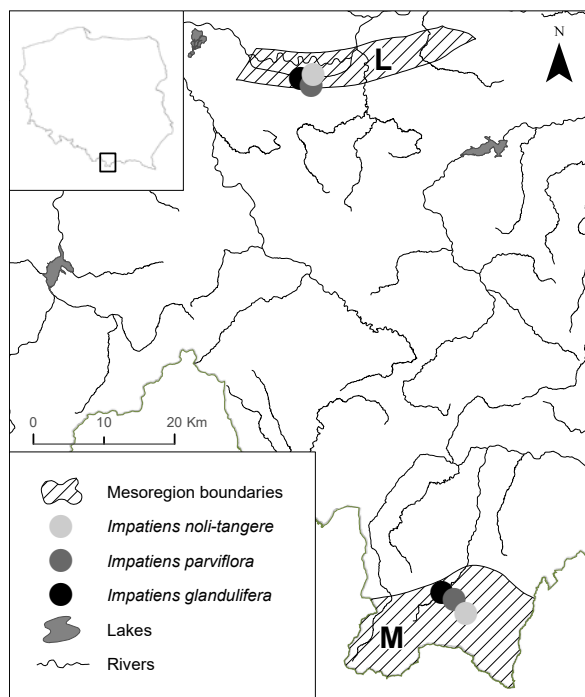 N
L
0 10 20 Km
Mesoregion boundaries
Impatiens noli-tangere
Impatiens parviflora
Impatiens glandulifera
Lakes
Rivers
M